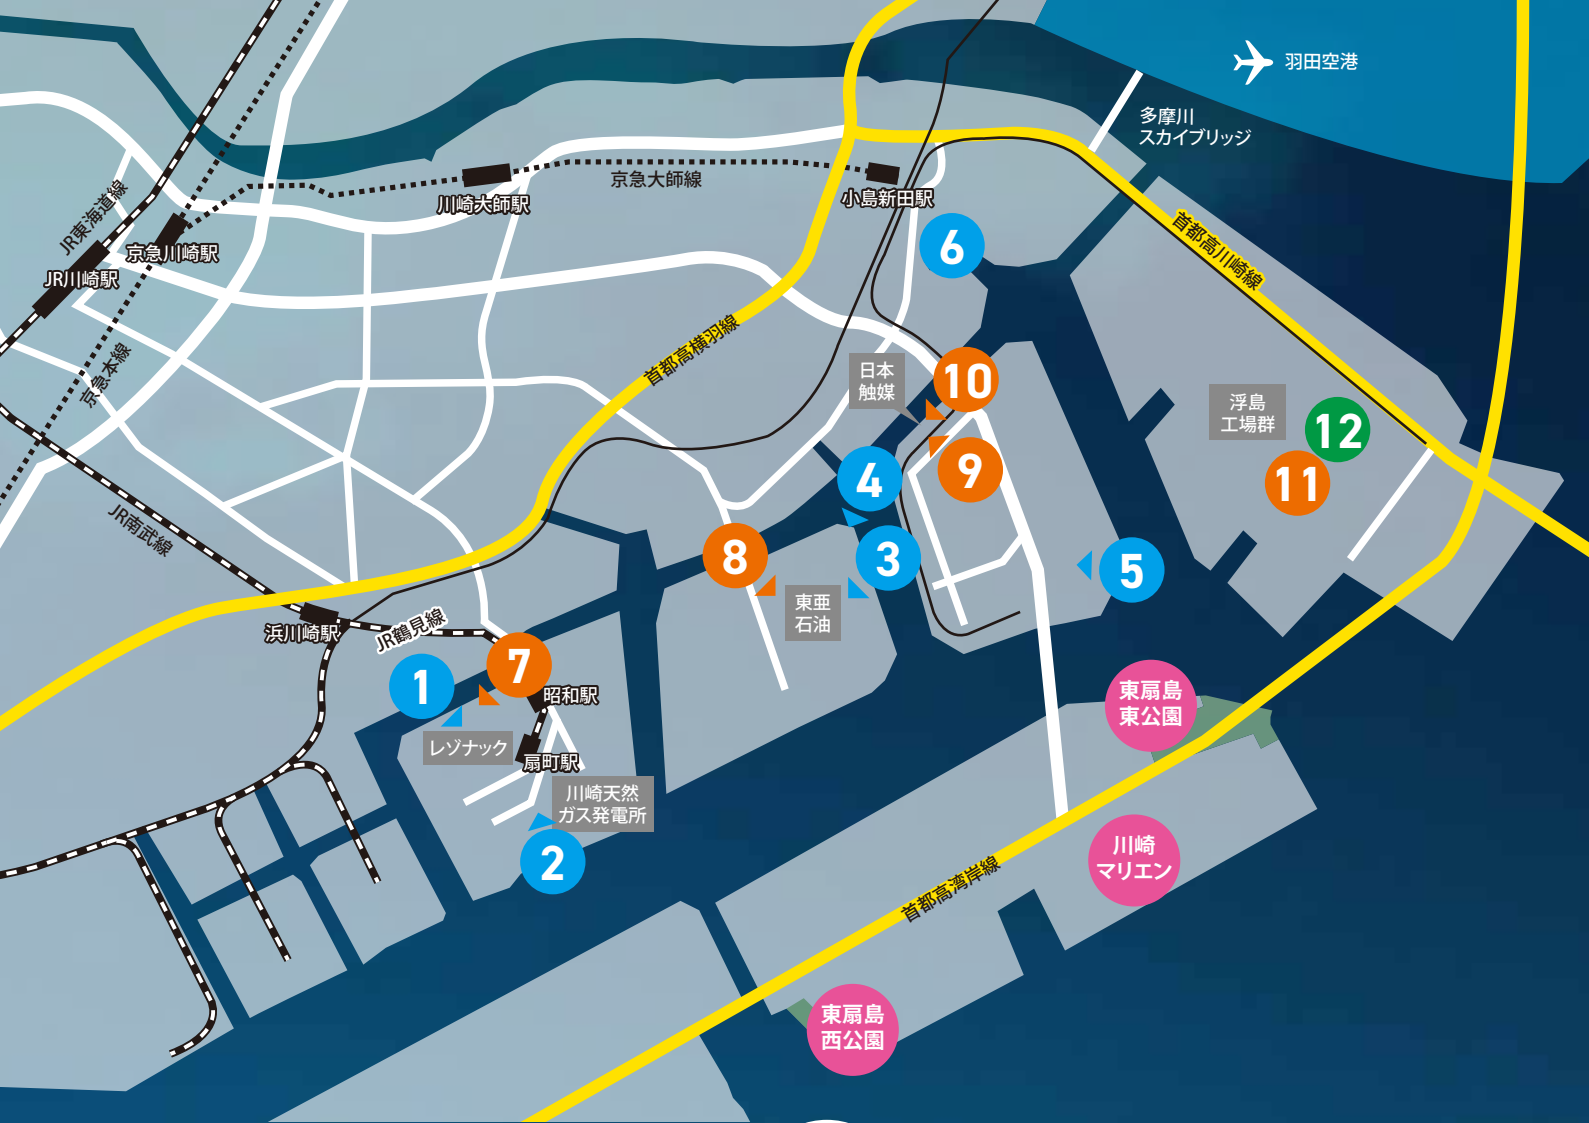 羽田空港
多摩川
スカイブリッジ
京急大師線
川崎大師駅
小島新田駅
JR東海道線
京急川崎駅
JR川崎駅
首都高川崎線
6
京急本線
首都高横羽線
日本
触媒
10
浮島
工場群
12
9
11
4
JR南武線
8
3
5
東亜
石油
浜川崎駅
JR鶴見線
7
1
昭和駅
レゾナック
扇町駅
川崎天然
ガス発電所
2
東扇島
東公園
川崎
マリエン
首都高湾岸線
東扇島
西公園